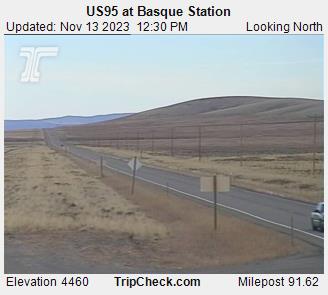 US95 at Basque Station
Updated: Nov 13 2023 12:30 PM Looking North
Elevation 4460 TripCheck.com Milepost 91.62